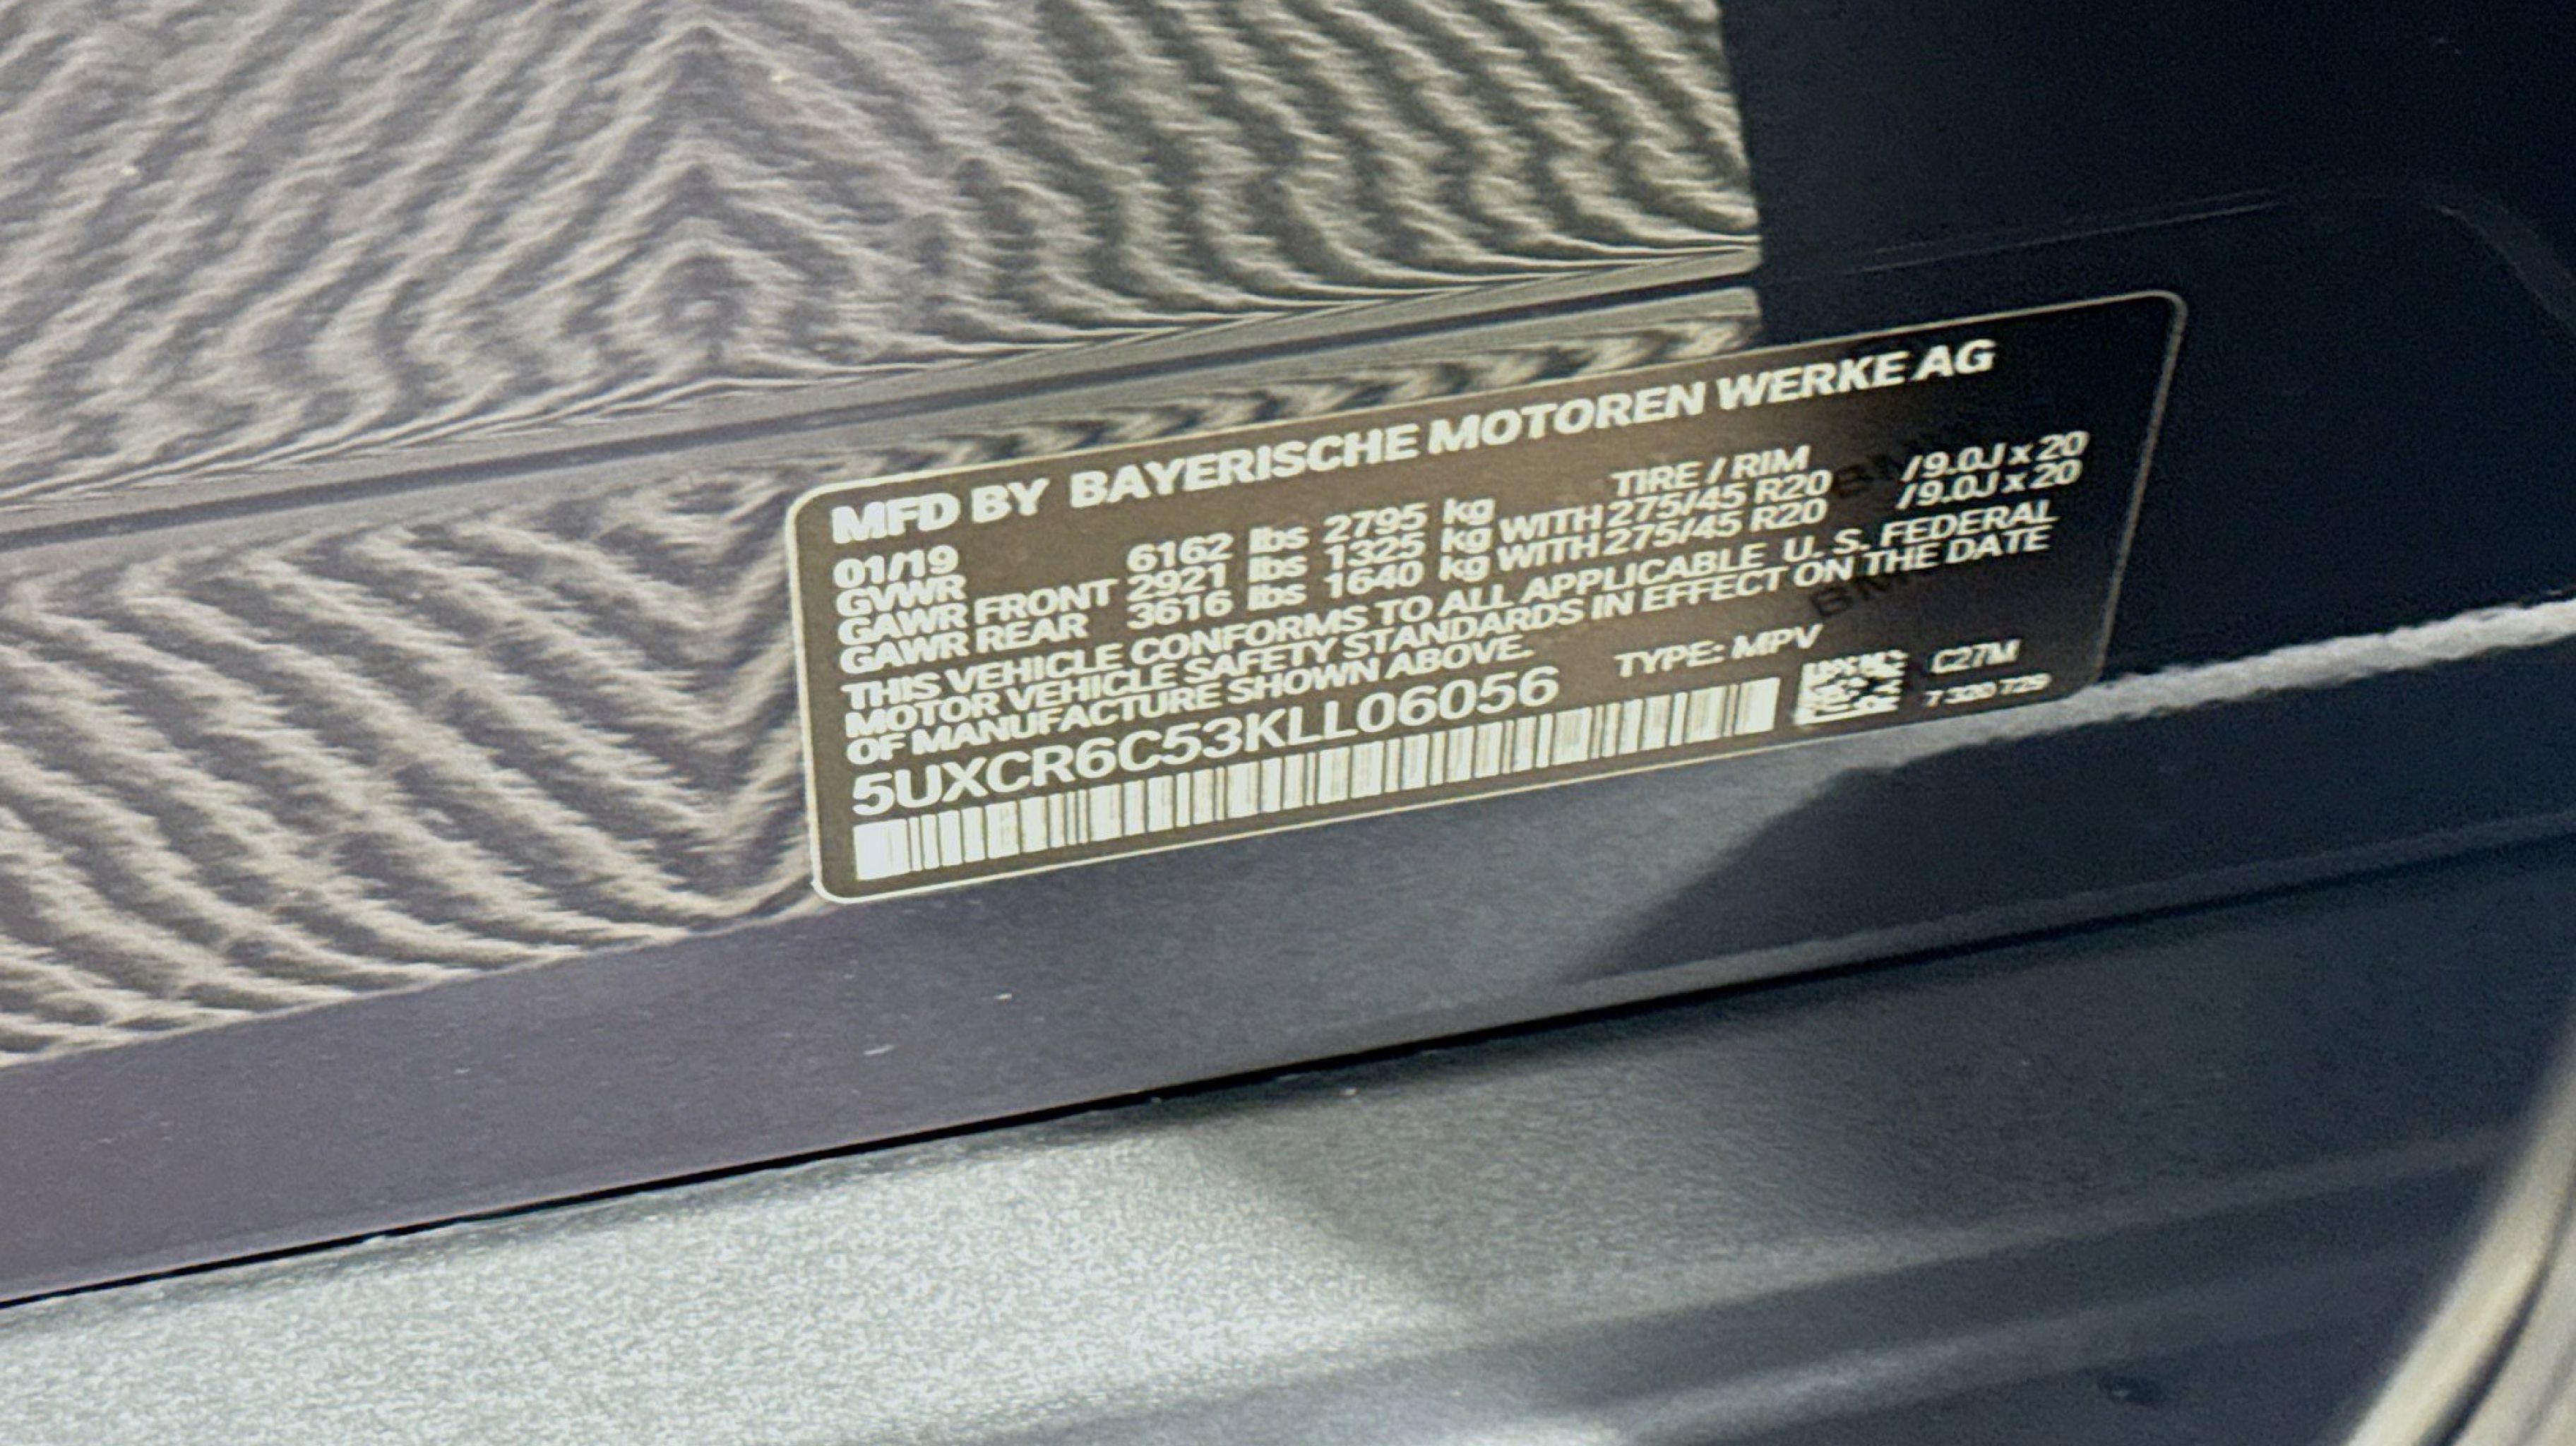 MFD BY BAYERISCHE MOTOREN WERKE AG
01/19 TIRE / RIM
GVWR 6162 lbs 2795 kg
GAWR FRONT 2921 lbs 1325 kg WITH 275/45 R20 /9.0J x 20
GAWR REAR 3616 lbs 1640 kg WITH 275/45 R20 /9.0J x 20
THIS VEHICLE CONFORMS TO ALL APPLICABLE U. S. FEDERAL
MOTOR VEHICLE SAFETY STANDARDS IN EFFECT ON THE DATE
OF MANUFACTURE SHOWN ABOVE.
5UXCR6C53KLL06056 TYPE: MPV
C27M
7 330 729